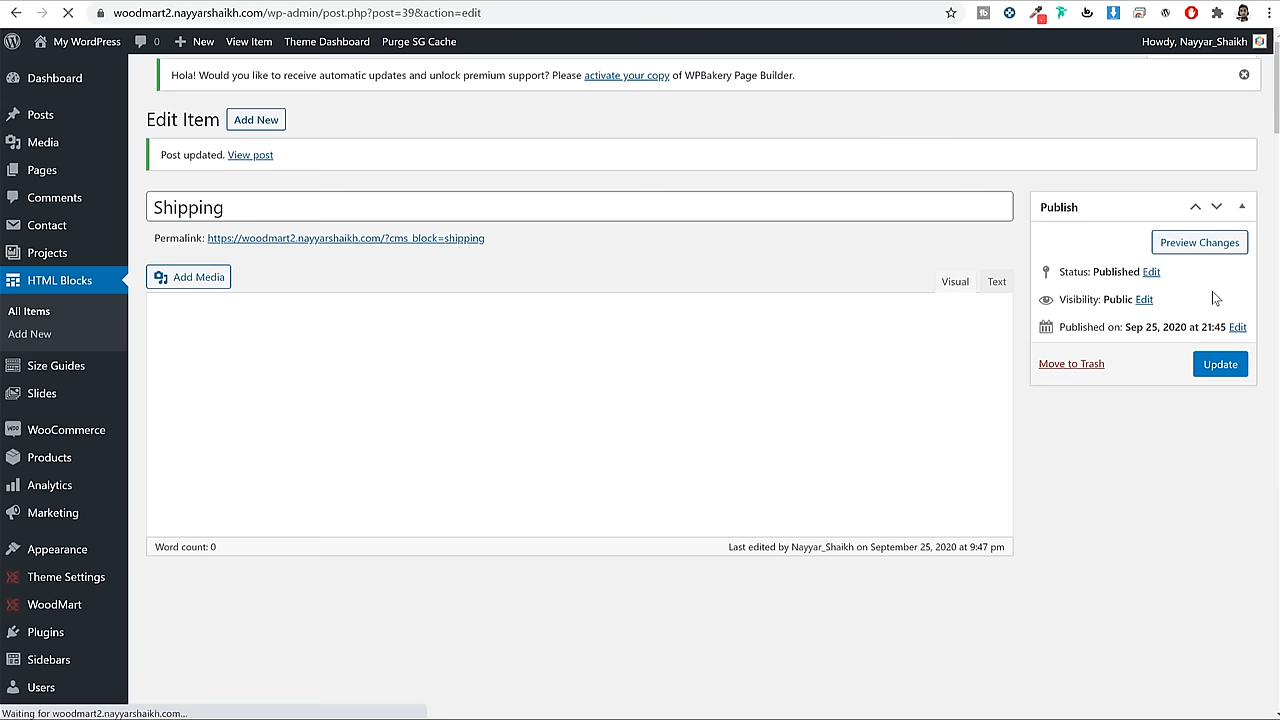 woodmart2.nayyarshaikh.com/wp-admin/post.php?post=39&action=edit
My WordPress
0
New
View Item
Theme Dashboard
Purge SG Cache
Howdy, Nayyar_Shaikh
Hola! Would you like to receive automatic updates and unlock premium support? Please activate your copy of WPBakery Page Builder.
Dashboard
Posts
Media
Pages
Comments
Contact
Projects
HTML Blocks
All Items
Add New
Size Guides
Slides
WooCommerce
Products
Analytics
Marketing
Appearance
Theme Settings
WoodMart
Plugins
Sidebars
Users
Edit Item
Add New
Post updated. View post
Shipping
Permalink: https://woodmart2.nayyarshaikh.com/?cms_block=shipping
Add Media
Visual
Text
Word count: 0
Last edited by Nayyar_Shaikh on September 25, 2020 at 9:47 pm
Publish
Preview Changes
Status: Published Edit
Visibility: Public Edit
Published on: Sep 25, 2020 at 21:45 Edit
Move to Trash
Update
Waiting for woodmart2.nayyarshaikh.com...